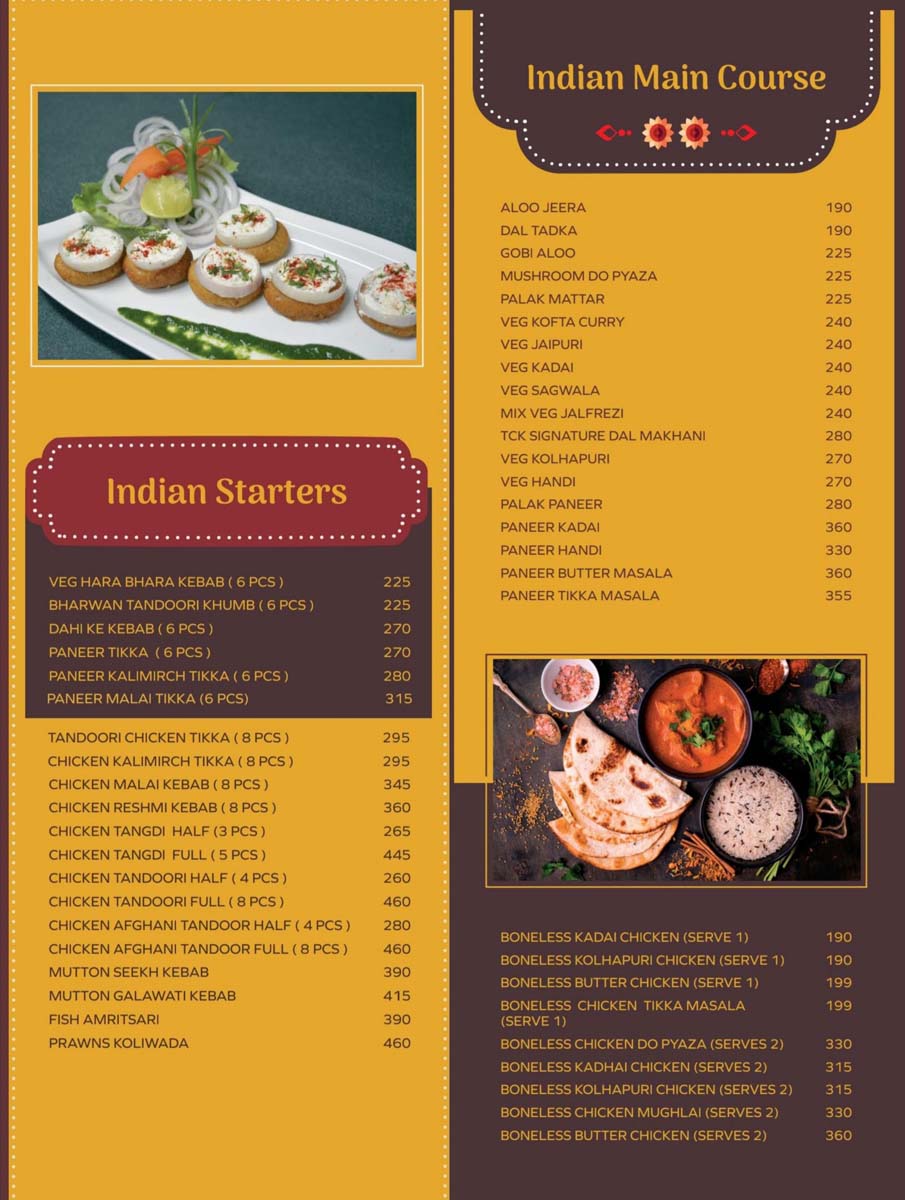 Indian Starters
VEG HARA BHARA KEBAB ( 6 PCS ) 225
BHARWAN TANDOORI KHUMB ( 6 PCS ) 225
DAHI KE KEBAB ( 6 PCS ) 270
PANEER TIKKA ( 6 PCS ) 270
PANEER KALIMIRCH TIKKA ( 6 PCS ) 280
PANEER MALAI TIKKA (6 PCS) 315
TANDOORI CHICKEN TIKKA ( 8 PCS ) 295
CHICKEN KALIMIRCH TIKKA ( 8 PCS ) 295
CHICKEN MALAI KEBAB ( 8 PCS ) 345
CHICKEN RESHMI KEBAB ( 8 PCS ) 360
CHICKEN TANGDI HALF (3 PCS ) 265
CHICKEN TANGDI FULL ( 5 PCS ) 445
CHICKEN TANDOORI HALF ( 4 PCS ) 260
CHICKEN TANDOORI FULL ( 8 PCS ) 460
CHICKEN AFGHANI TANDOOR HALF ( 4 PCS ) 280
CHICKEN AFGHANI TANDOOR FULL ( 8 PCS ) 460
MUTTON SEEKH KEBAB 390
MUTTON GALAWATI KEBAB 415
FISH AMRITSARI 390
PRAWNS KOLIWADA 460
Indian Main Course
ALOO JEERA 190
DAL TADKA 190
GOBI ALOO 225
MUSHROOM DO PYAZA 225
PALAK MATTAR 225
VEG KOFTA CURRY 240
VEG JAIPURI 240
VEG KADAI 240
VEG SAGWALA 240
MIX VEG JALFREZI 240
TCK SIGNATURE DAL MAKHANI 280
VEG KOLHAPURI 270
VEG HANDI 270
PALAK PANEER 280
PANEER KADAI 360
PANEER HANDI 330
PANEER BUTTER MASALA 360
PANEER TIKKA MASALA 355
BONELESS KADAI CHICKEN (SERVE 1) 190
BONELESS KOLHAPURI CHICKEN (SERVE 1) 190
BONELESS BUTTER CHICKEN (SERVE 1) 199
BONELESS CHICKEN TIKKA MASALA 199
(SERVE 1)
BONELESS CHICKEN DO PYAZA (SERVES 2) 330
BONELESS KADHAI CHICKEN (SERVES 2) 315
BONELESS KOLHAPURI CHICKEN (SERVES 2) 315
BONELESS CHICKEN MUGHLAI (SERVES 2) 330
BONELESS BUTTER CHICKEN (SERVES 2) 360